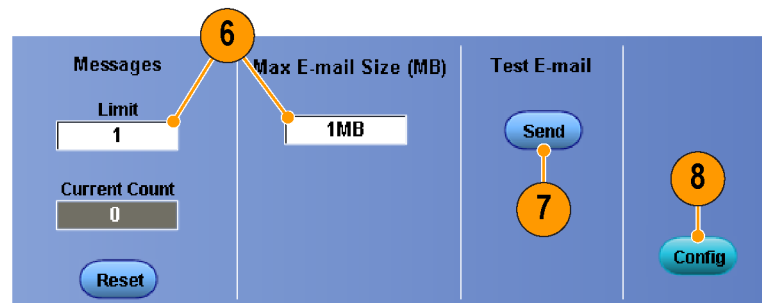 6
Messages
Max E-mail Size (MB)
Test E-mail
Limit
1
1MB
Send
Current Count
0
7
8
Reset
Config